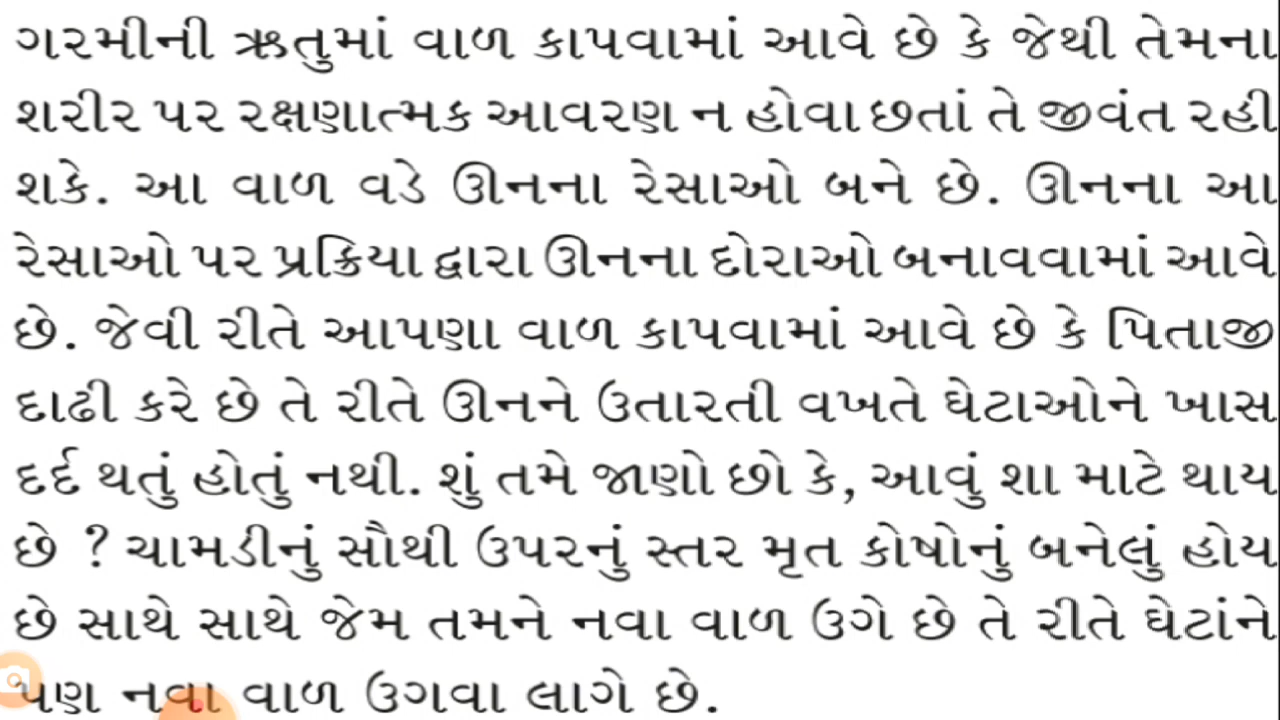 ગરમીની ઋતુમાં વાળ કાપવામાં આવે છે કે જેથી તેમના
શરીર પર રક્ષણાત્મક આવરણ ન હોવા છતાં તે જીવંત રહી
શકે. આ વાળ વડે ઊનના રેસાઓ બને છે. ઊનના આ
રેસાઓ પર પ્રક્રિયા દ્વારા ઊનના દોરાઓ બનાવવામાં આવે
છે. જેવી રીતે આપણા વાળ કાપવામાં આવે છે કે પિતાજી
દાઢી કરે છે તે રીતે ઊનને ઉતારતી વખતે ઘેટાઓને ખાસ
દર્દ થતું હોતું નથી. શું તમે જાણો છો કે, આવું શા માટે થાય
છે ? ચામડીનું સૌથી ઉપરનું સ્તર મૃત કોષોનું બનેલું હોય
છે સાથે સાથે જેમ તમને નવા વાળ ઉગે છે તે રીતે ઘેટાંને
પણ નવા વાળ ઉગવા લાગે છે.